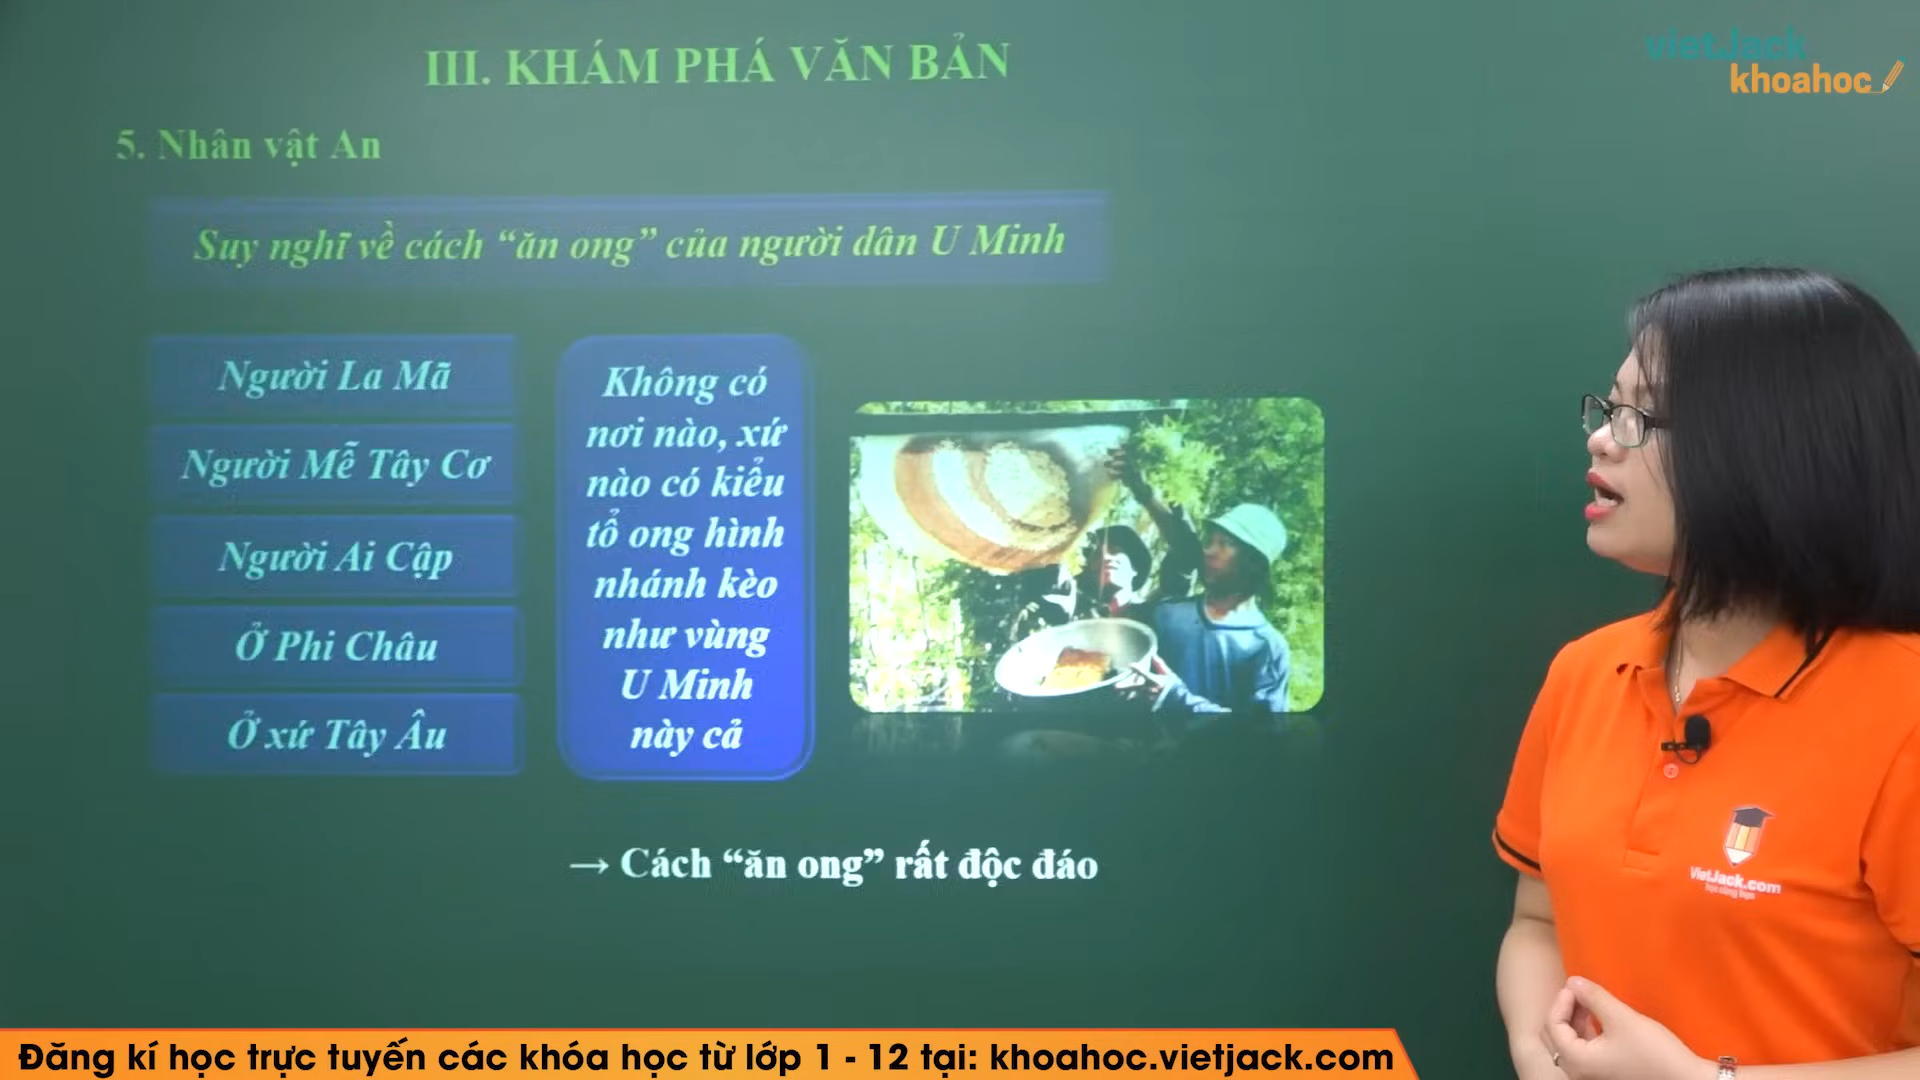 III. KHÁM PHÁ VĂN BẢN
vietJack
khoahoc
5. Nhân vật An
Suy nghĩ về cách “ăn ong” của người dân U Minh
Người La Mã
Người Mễ Tây Cơ
Người Ai Cập
Ở Phi Châu
Ở xứ Tây Âu
Không có
nơi nào, xứ
nào có kiểu
tổ ong hình
nhánh kèo
như vùng
U Minh
này cả
→ Cách “ăn ong” rất độc đáo
VietJack.com
học cùng bạn
Đăng kí học trực tuyến các khóa học từ lớp 1 - 12 tại: khoahoc.vietjack.com